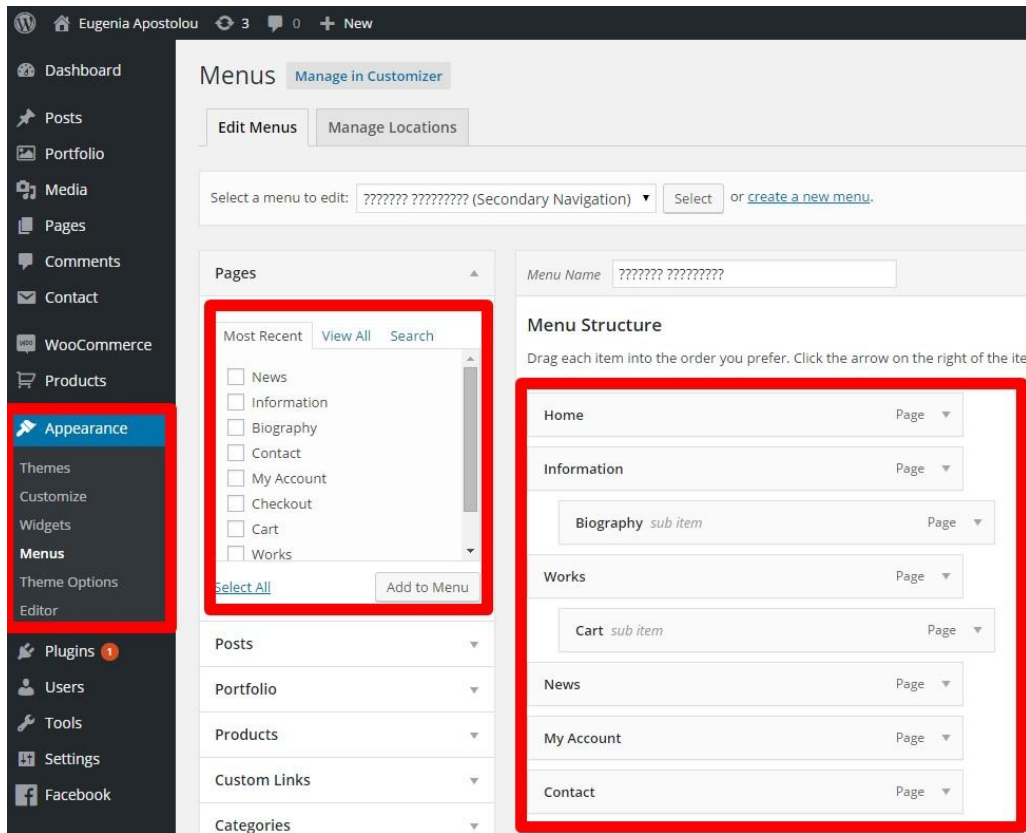 Eugenia Apostolou 3 0 + New
Dashboard
Posts
Portfolio
Media
Pages
Comments
Contact
WooCommerce
Products
Appearance
Themes
Customize
Widgets
Menus
Theme Options
Editor
Plugins 1
Users
Tools
Settings
Facebook
Menus Manage in Customizer
Edit Menus Manage Locations
Select a menu to edit: ??????? ????????? (Secondary Navigation) Select or create a new menu.
Pages
Most Recent View All Search
News
Information
Biography
Contact
My Account
Checkout
Cart
Works
Select All Add to Menu
Posts
Portfolio
Products
Custom Links
Categories
Menu Name ??????? ?????????
Menu Structure
Drag each item into the order you prefer. Click the arrow on the right of the ite
Home Page
Information Page
Biography sub item Page
Works Page
Cart sub item Page
News Page
My Account Page
Contact Page